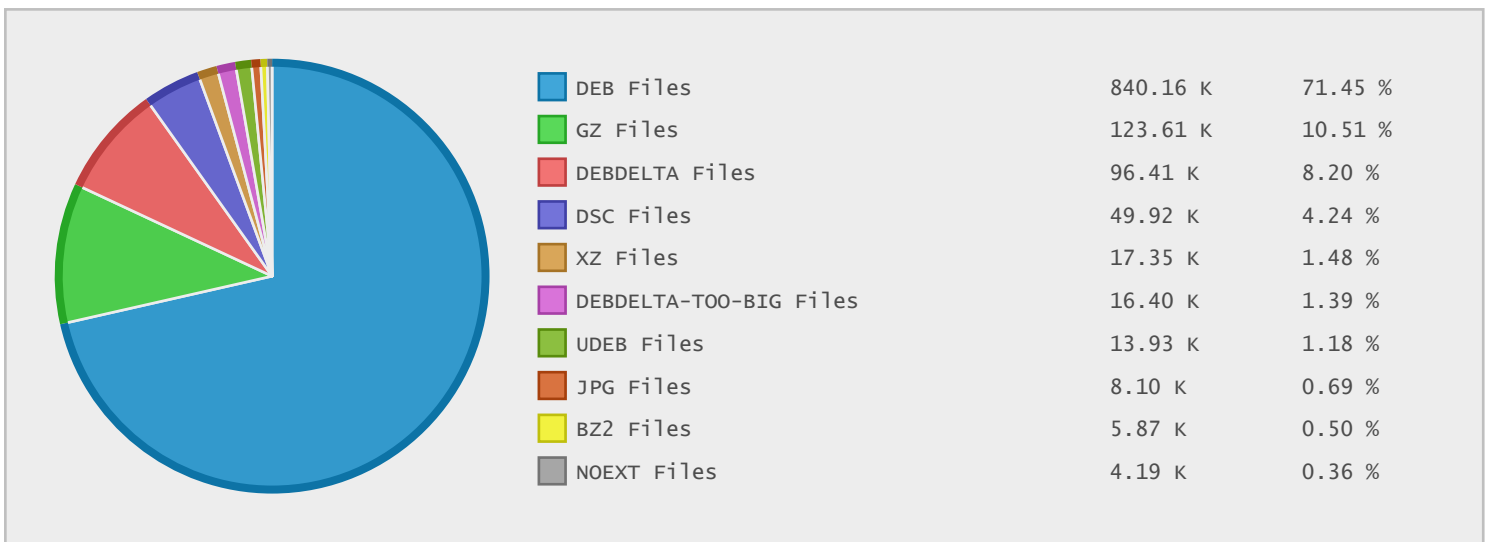 DEB Files 840.16 K 71.45 %
GZ Files 123.61 K 10.51 %
DEBDELTA Files 96.41 K 8.20 %
DSC Files 49.92 K 4.24 %
XZ Files 17.35 K 1.48 %
DEBDELTA-TOO-BIG Files 16.40 K 1.39 %
UDEB Files 13.93 K 1.18 %
JPG Files 8.10 K 0.69 %
BZ2 Files 5.87 K 0.50 %
NOEXT Files 4.19 K 0.36 %